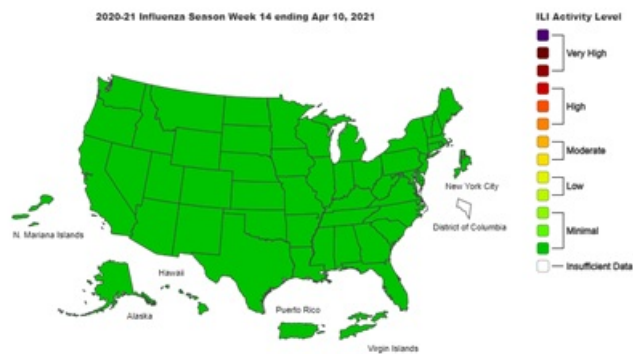 2020-21 Influenza Season Week 14 ending Apr 10, 2021
ILI Activity Level
Very High
High
Moderate
Low
Minimal
Insufficient Data
New York City
District of Columbia
N. Mariana Islands
Hawaii
Alaska
Puerto Rico
Virgin Islands